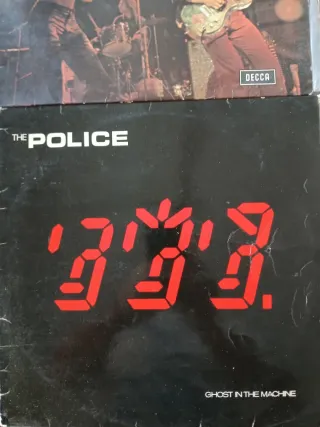 DECCA
THE POLICE
GHOST IN THE MACHINE